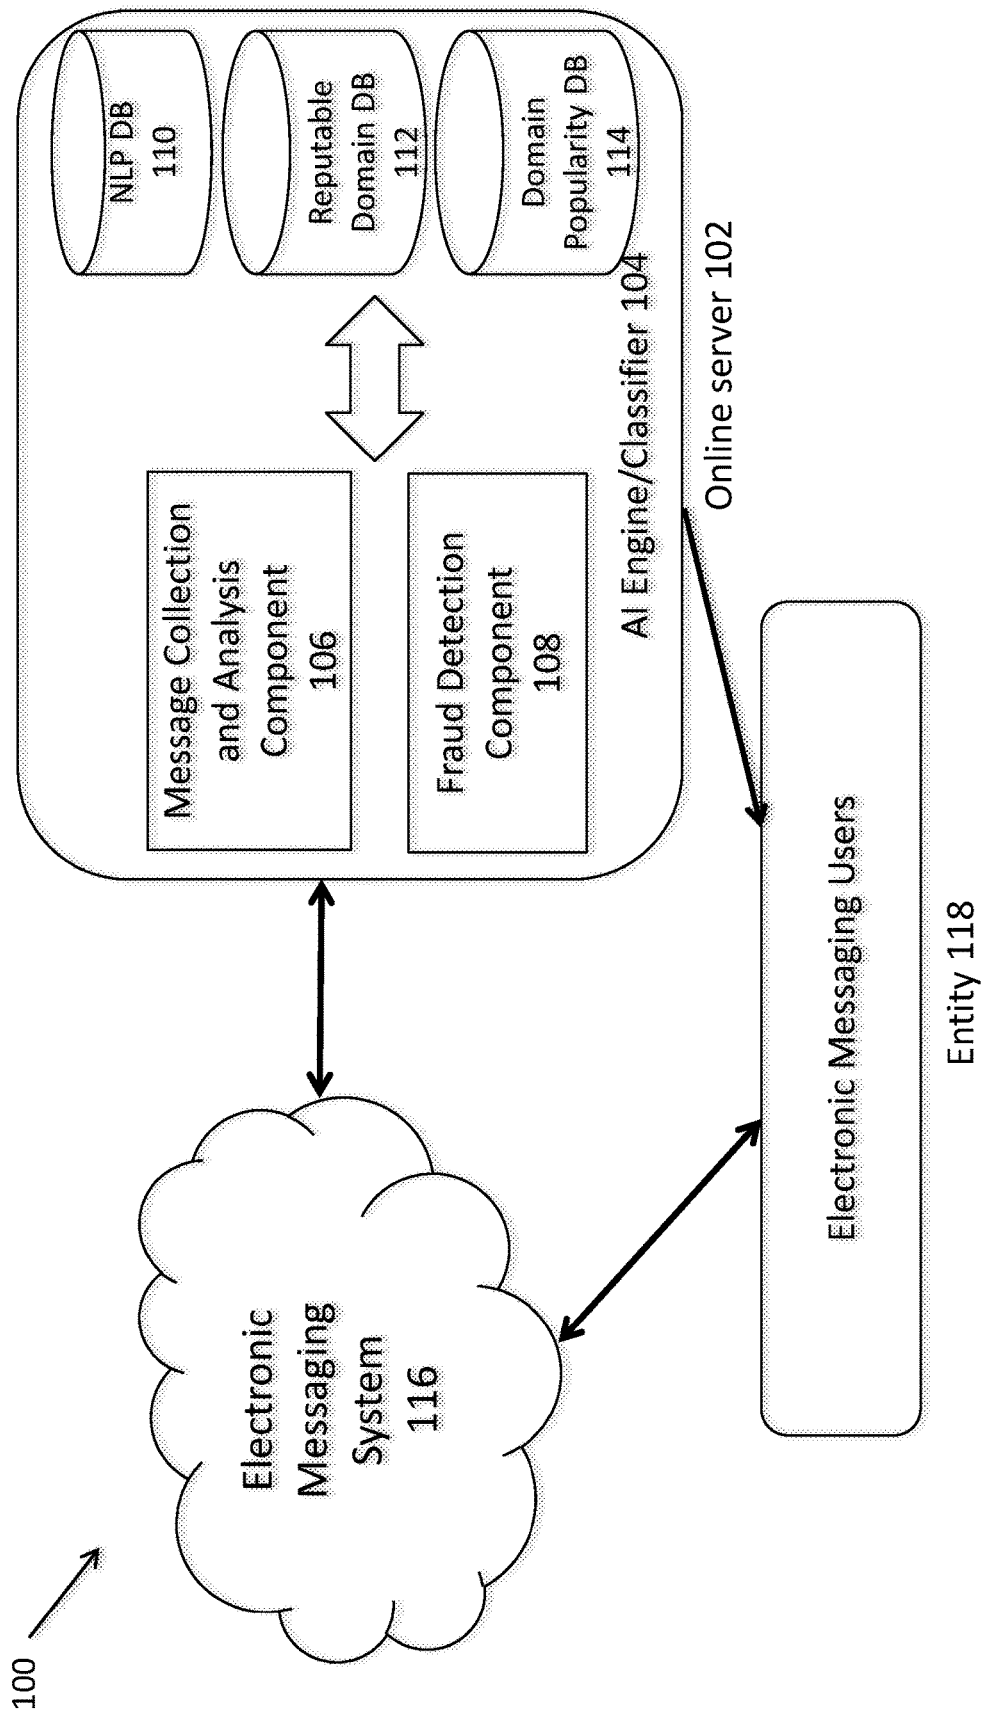 100
Electronic
Messaging
System
116
Message Collection
and Analysis
Component
106
Fraud Detection
Component
108
NLP DB
110
Reputable
Domain DB
112
Domain
Popularity DB
114
AI Engine/Classifier 104
Online server 102
Electronic Messaging Users
Entity 118